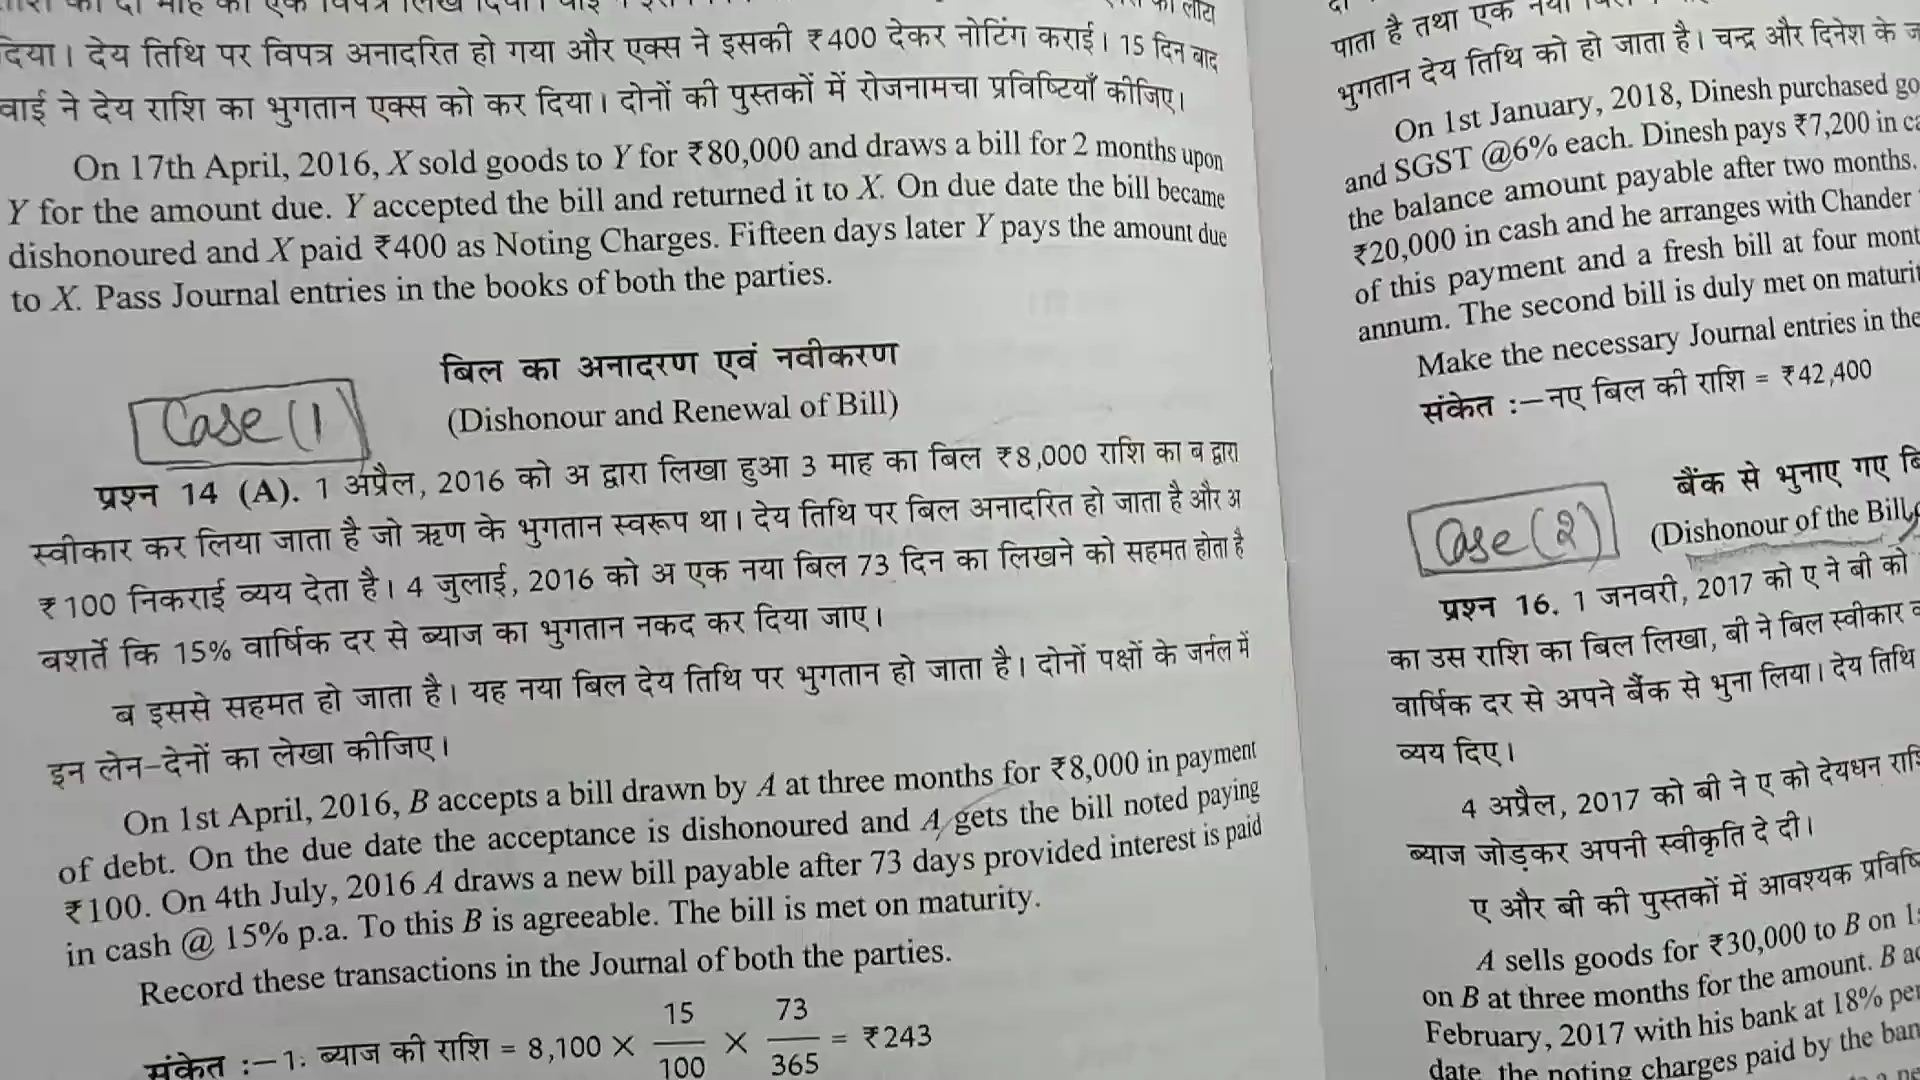 दिया। देय तिथि पर विपत्र अनादरित हो गया और एक्स ने इसकी ₹400 देकर नोटिंग कराई। 15 दिन बाद
वाई ने देय राशि का भुगतान एक्स को कर दिया। दोनों की पुस्तकों में रोजनामचा प्रविष्टियाँ कीजिए।
On 17th April, 2016, X sold goods to Y for ₹80,000 and draws a bill for 2 months upon
Y for the amount due. Y accepted the bill and returned it to X. On due date the bill became
dishonoured and X paid ₹400 as Noting Charges. Fifteen days later Y pays the amount due
to X. Pass Journal entries in the books of both the parties.
बिल का अनादरण एवं नवीकरण
Case (1)
(Dishonour and Renewal of Bill)
प्रश्न 14 (A). 1 अप्रैल, 2016 को अ द्वारा लिखा हुआ 3 माह का बिल ₹8,000 राशि का ब द्वारा
स्वीकार कर लिया जाता है जो ऋण के भुगतान स्वरूप था। देय तिथि पर बिल अनादरित हो जाता है और अ
₹100 निकराई व्यय देता है। 4 जुलाई, 2016 को अ एक नया बिल 73 दिन का लिखने को सहमत होता है
बशर्ते कि 15% वार्षिक दर से ब्याज का भुगतान नकद कर दिया जाए।
ब इससे सहमत हो जाता है। यह नया बिल देय तिथि पर भुगतान हो जाता है। दोनों पक्षों के जर्नल में
इन लेन-देनों का लेखा कीजिए।
On 1st April, 2016, B accepts a bill drawn by A at three months for ₹8,000 in payment
of debt. On the due date the acceptance is dishonoured and A gets the bill noted paying
₹100. On 4th July, 2016 A draws a new bill payable after 73 days provided interest is paid
in cash @ 15% p.a. To this B is agreeable. The bill is met on maturity.
Record these transactions in the Journal of both the parties.
संकेत :–1. ब्याज की राशि = 8,100 × 15/100 × 73/365 = ₹243
पाता है तथा एक नया
भुगतान देय तिथि को हो जाता है। चन्द्र और दिनेश के
On 1st January, 2018, Dinesh purchased
and SGST @6% each. Dinesh pays ₹7,200 in
the balance amount payable after two months.
₹20,000 in cash and he arranges with Chander
of this payment and a fresh bill at four
annum. The second bill is duly met on
Make the necessary Journal entries in the
संकेत :–नए बिल की राशि = ₹42,400
बैंक से भुनाए गए
Case (2)
(Dishonour of the Bill
प्रश्न 16. 1 जनवरी, 2017 को ए ने बी को
का उस राशि का बिल लिखा, बी ने बिल स्वीकार
वार्षिक दर से अपने बैंक से भुना लिया। देय तिथि
व्यय दिए।
4 अप्रैल, 2017 को बी ने ए को देयधन
ब्याज जोड़कर अपनी स्वीकृति दे दी।
ए और बी की पुस्तकों में आवश्यक
A sells goods for ₹30,000 to B on
on B at three months for the amount. B
February, 2017 with his bank at 18% per
date, the noting charges paid by the